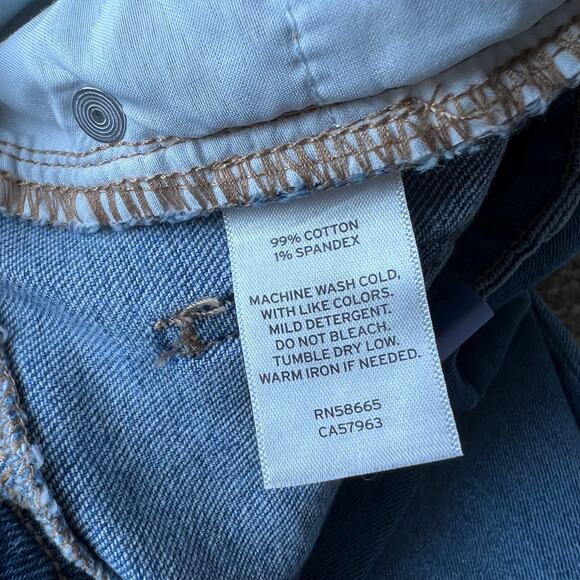 99% COTTON
1% SPANDEX
MACHINE WASH COLD,
WITH LIKE COLORS.
MILD DETERGENT.
DO NOT BLEACH.
TUMBLE DRY LOW.
WARM IRON IF NEEDED.
RN58665
CA57963